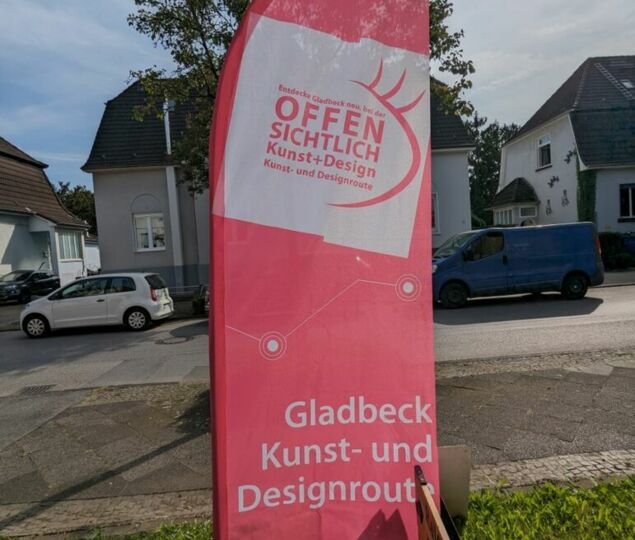 Entdecke Gladbeck neu, bei der
OFFEN
SICHTLICH
Kunst+Design
Kunst- und Designroute
Gladbeck
Kunst- und
Designrout